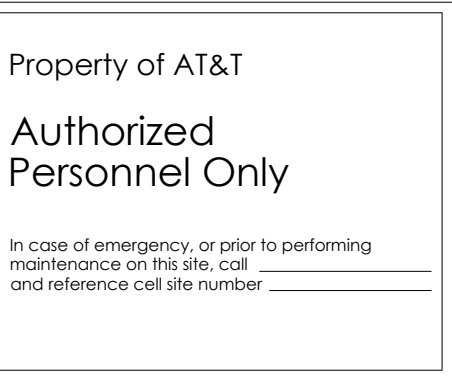 Property of AT&T
Authorized
Personnel Only
In case of emergency, or prior to performing
maintenance on this site, call
and reference cell site number